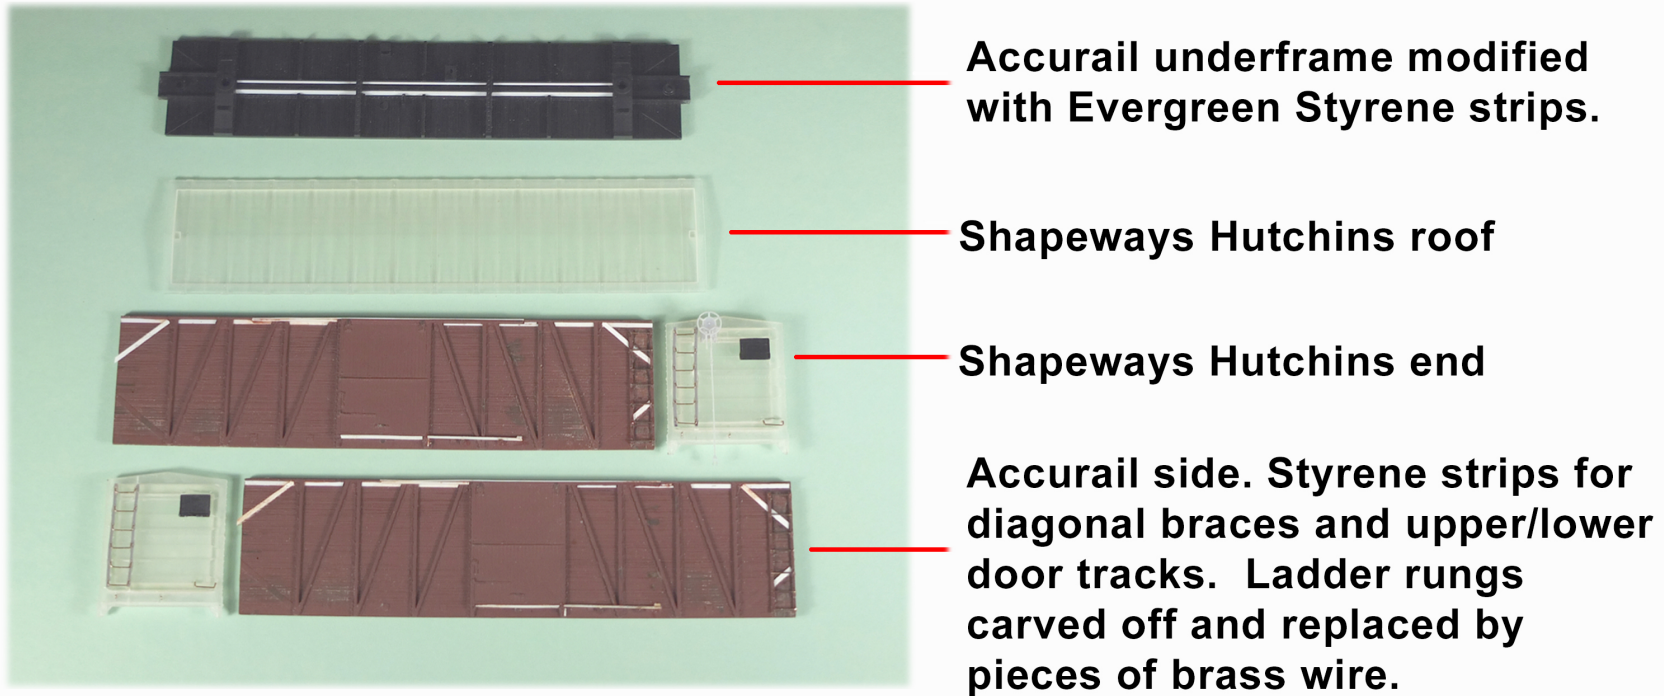 Accurail underframe modified
with Evergreen Styrene strips.
Shapeways Hutchins roof
Shapeways Hutchins end
Accurail side. Styrene strips for
diagonal braces and upper/lower
door tracks.  Ladder rungs
carved off and replaced by
pieces of brass wire.